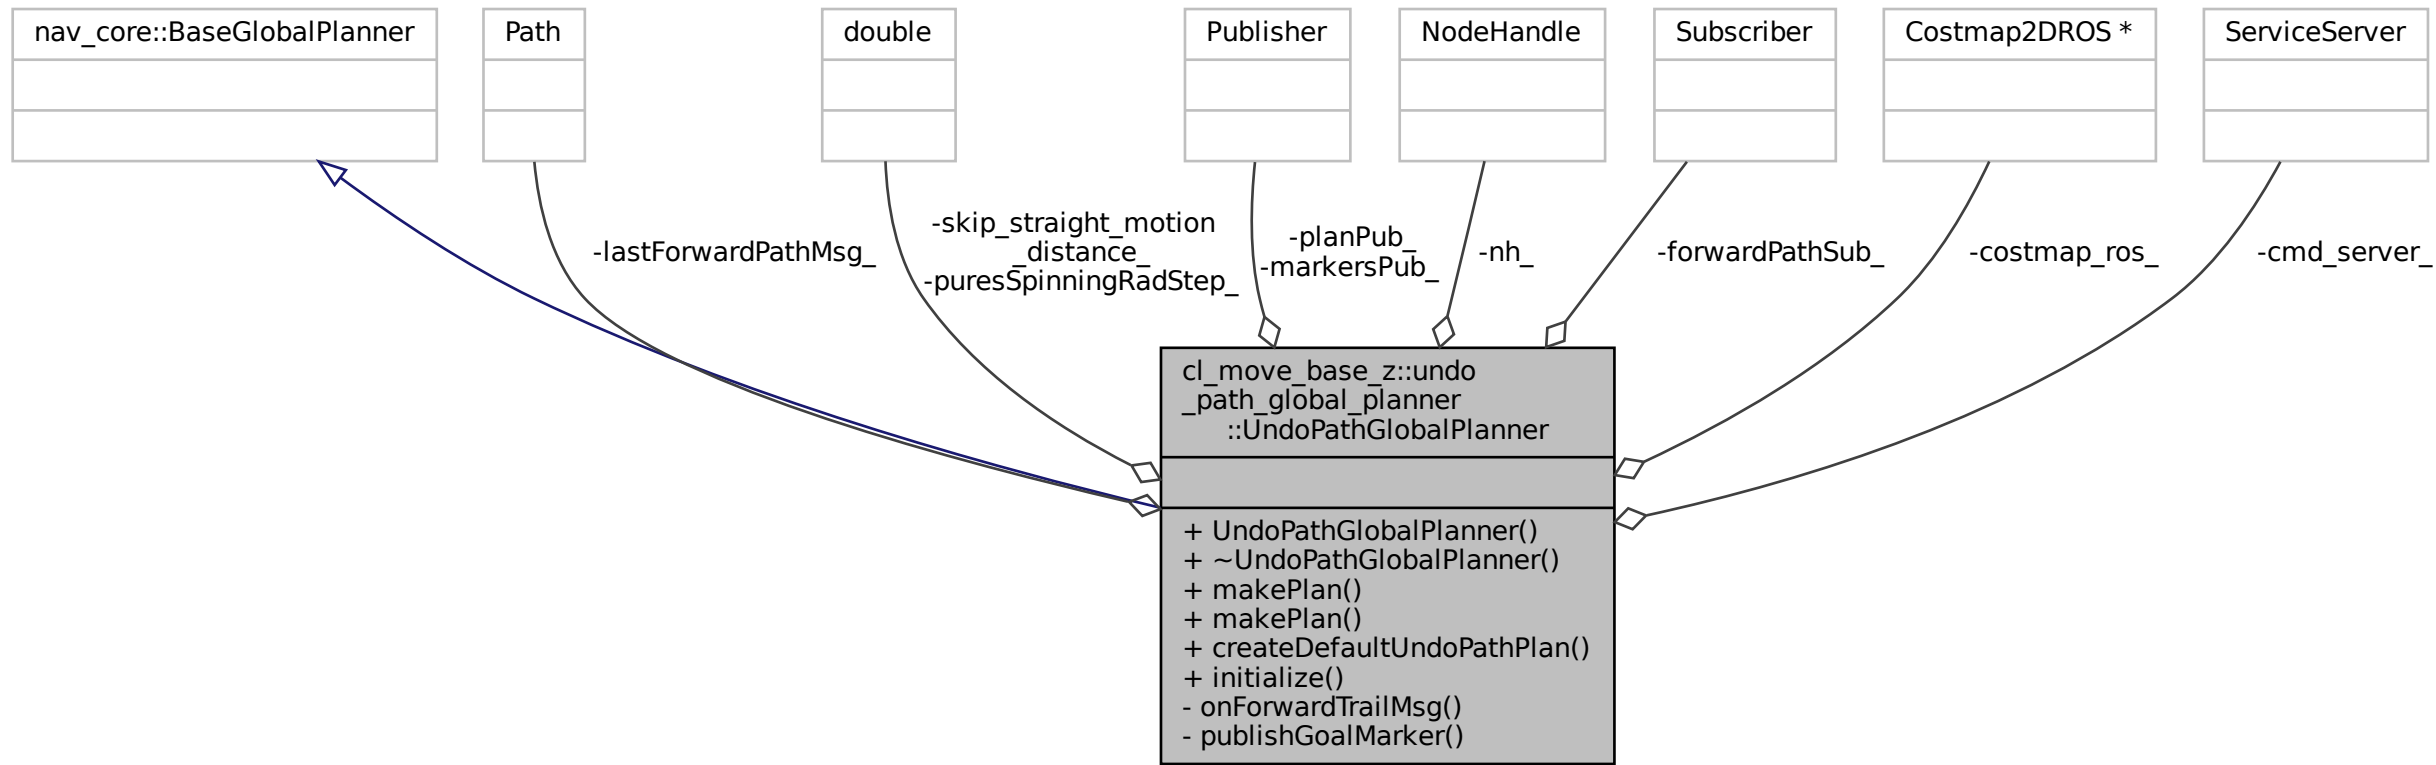 nav_core::BaseGlobalPlanner
Path
double
Publisher
NodeHandle
Subscriber
Costmap2DROS *
ServiceServer
-lastForwardPathMsg_
-skip_straight_motion
_distance_
-puresSpinningRadStep_
-planPub_
-markersPub_
-nh_
-forwardPathSub_
-costmap_ros_
-cmd_server_
cl_move_base_z::undo
_path_global_planner
::UndoPathGlobalPlanner
+ UndoPathGlobalPlanner()
+ ~UndoPathGlobalPlanner()
+ makePlan()
+ makePlan()
+ createDefaultUndoPathPlan()
+ initialize()
- onForwardTrailMsg()
- publishGoalMarker()